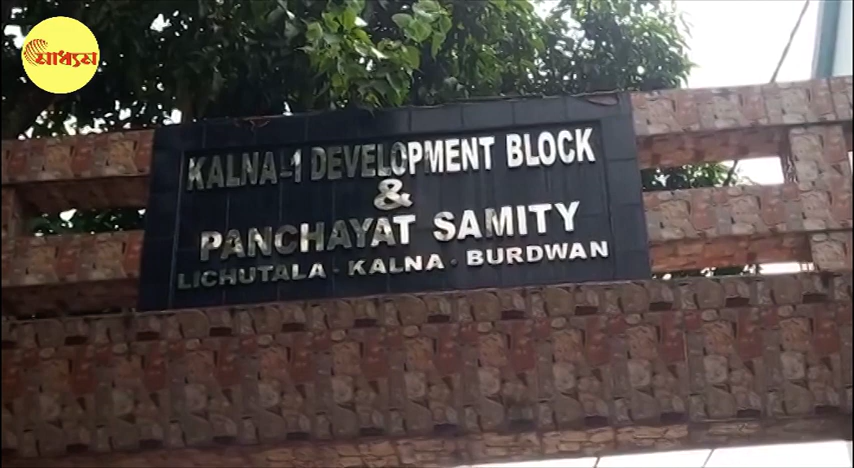 মাধ্যম
KALNA-1 DEVELOPMENT BLOCK
&
PANCHAYAT SAMITY
LICHUTALA · KALNA · BURDWAN